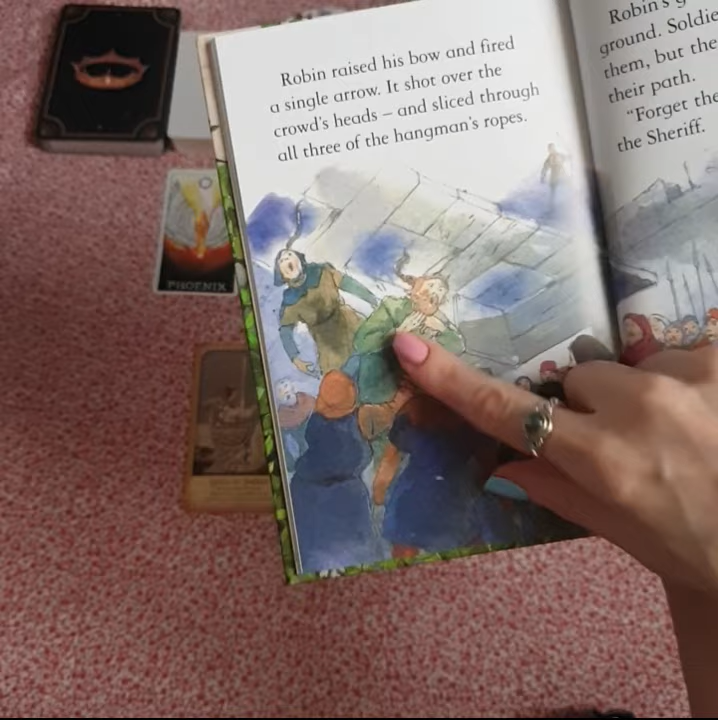 Robin raised his bow and fired
a single arrow. It shot over the
crowd's heads – and sliced through
all three of the hangman's ropes.
Robin's g
ground. Soldie
them, but the
their path.
"Forget the
the Sheriff.
PHOENIX